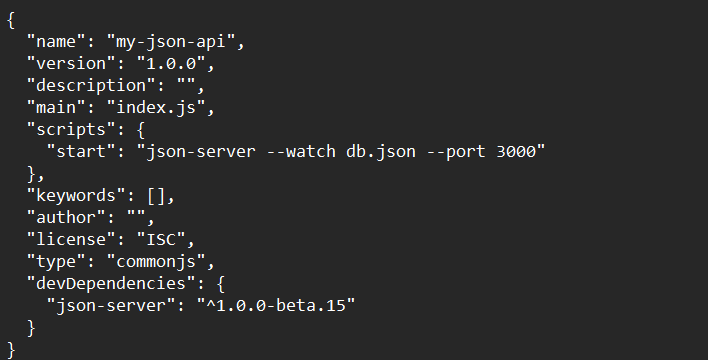 {
  "name": "my-json-api",
  "version": "1.0.0",
  "description": "",
  "main": "index.js",
  "scripts": {
    "start": "json-server --watch db.json --port 3000"
  },
  "keywords": [],
  "author": "",
  "license": "ISC",
  "type": "commonjs",
  "devDependencies": {
    "json-server": "^1.0.0-beta.15"
  }
}